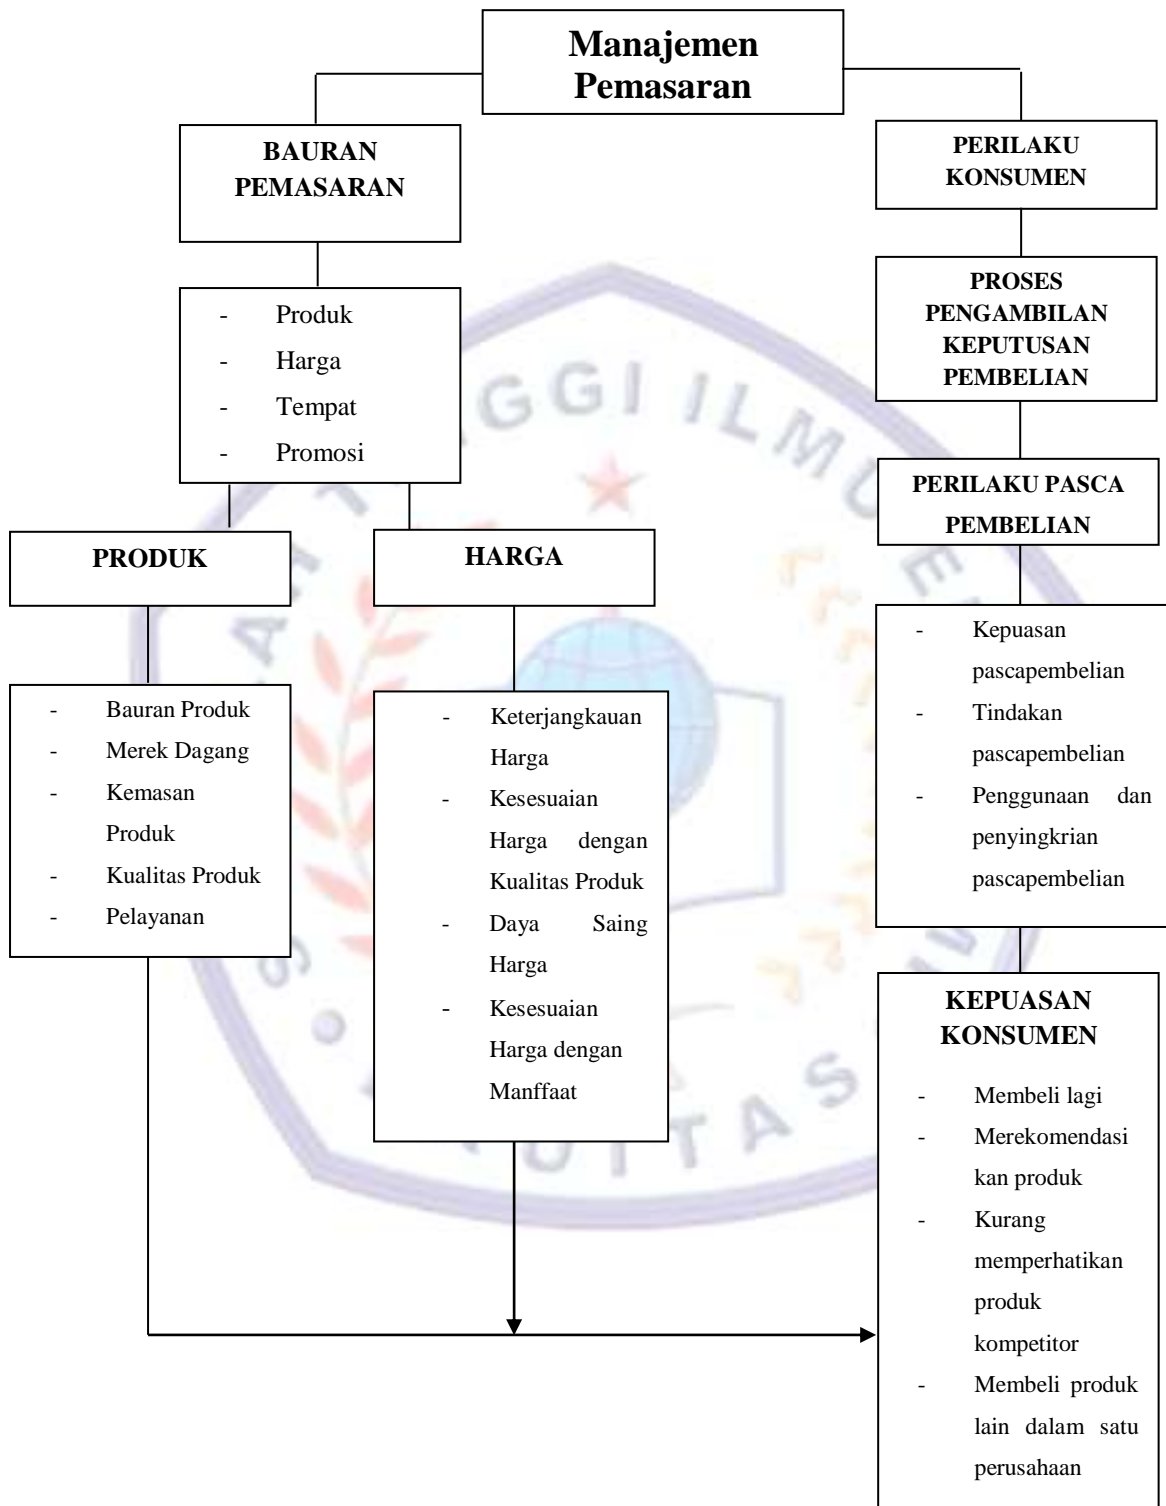 Manajemen
Pemasaran
BAURAN
PEMASARAN
PERILAKU
KONSUMEN
- Produk
- Harga
- Tempat
- Promosi
PROSES
PENGAMBILAN
KEPUTUSAN
PEMBELIAN
PERILAKU PASCA
PEMBELIAN
PRODUK
HARGA
- Bauran Produk
- Merek Dagang
- Kemasan
Produk
- Kualitas Produk
- Pelayanan
- Keterjangkauan
Harga
- Kesesuaian
Harga dengan
Kualitas Produk
- Daya Saing
Harga
- Kesesuaian
Harga dengan
Manffaat
- Kepuasan
pascapembelian
- Tindakan
pascapembelian
- Penggunaan dan
penyingkrian
pascapembelian
KEPUASAN
KONSUMEN
- Membeli lagi
- Merekomendasi
kan produk
- Kurang
memperhatikan
produk
kompetitor
- Membeli produk
lain dalam satu
perusahaan
GGI ILMU